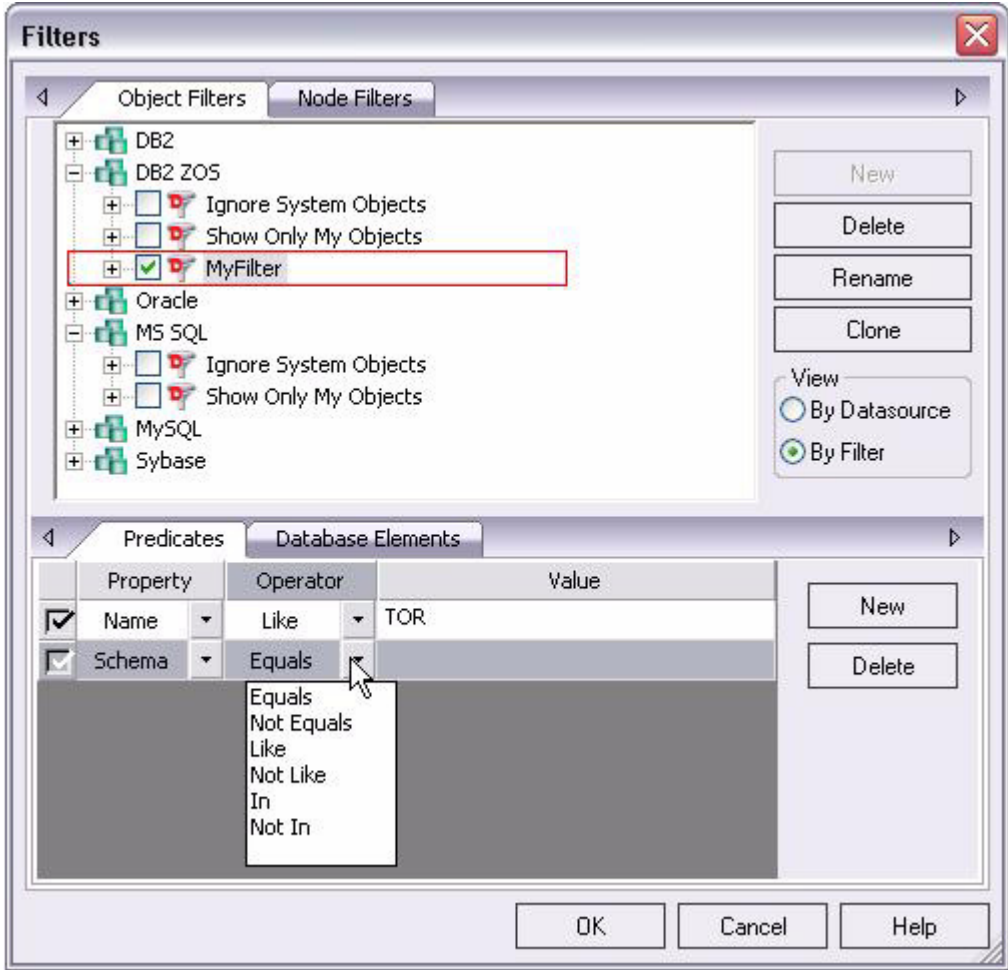 Filters
Object Filters Node Filters
DB2
DB2 ZOS
Ignore System Objects
Show Only My Objects
MyFilter
Oracle
MS SQL
Ignore System Objects
Show Only My Objects
MySQL
Sybase
New
Delete
Rename
Clone
View
By Datasource
By Filter
Predicates Database Elements
Property Operator Value
Name Like TOR
Schema Equals
Equals
Not Equals
Like
Not Like
In
Not In
New
Delete
OK Cancel Help